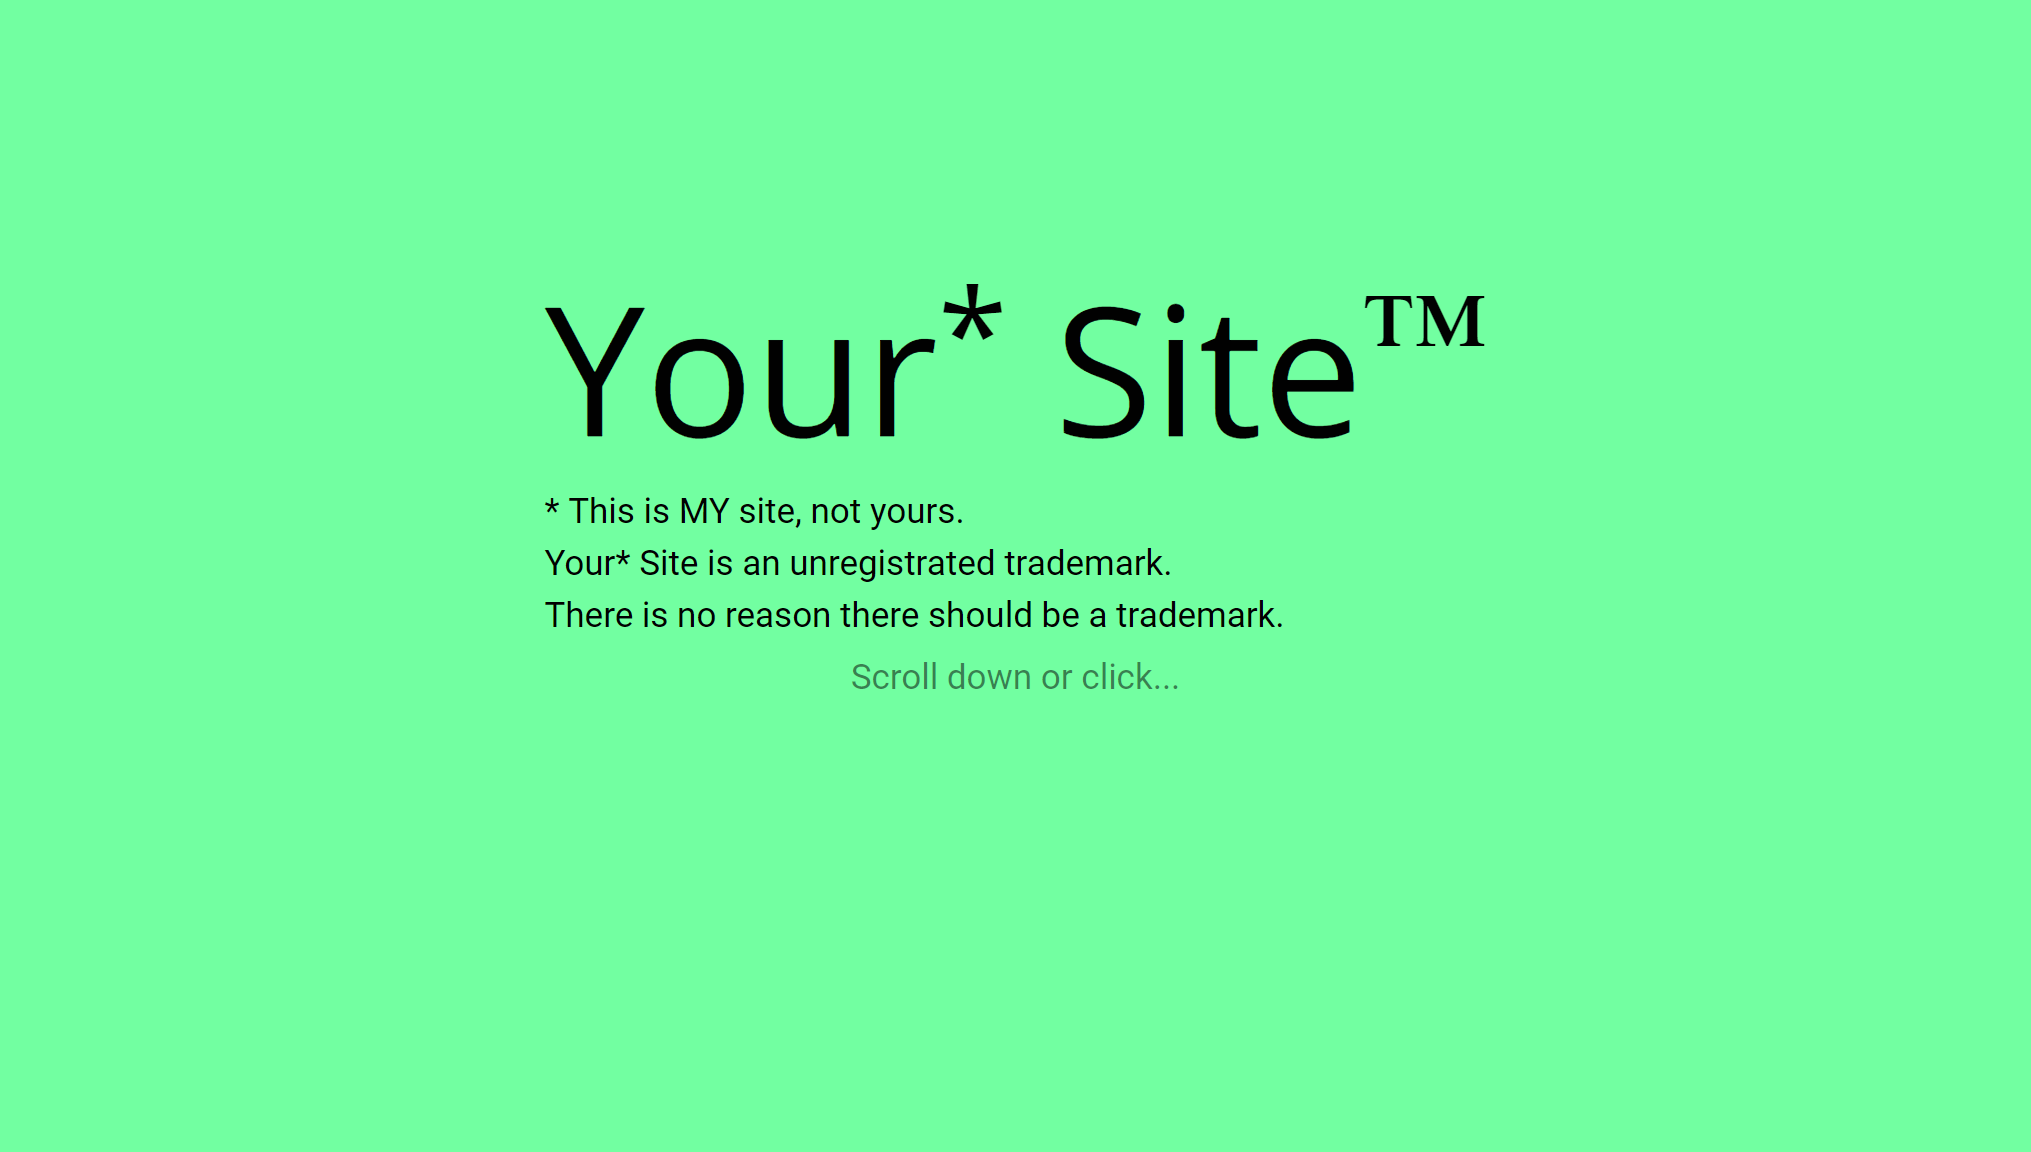 Your* Site™
* This is MY site, not yours.
Your* Site is an unregistrated trademark.
There is no reason there should be a trademark.
Scroll down or click...